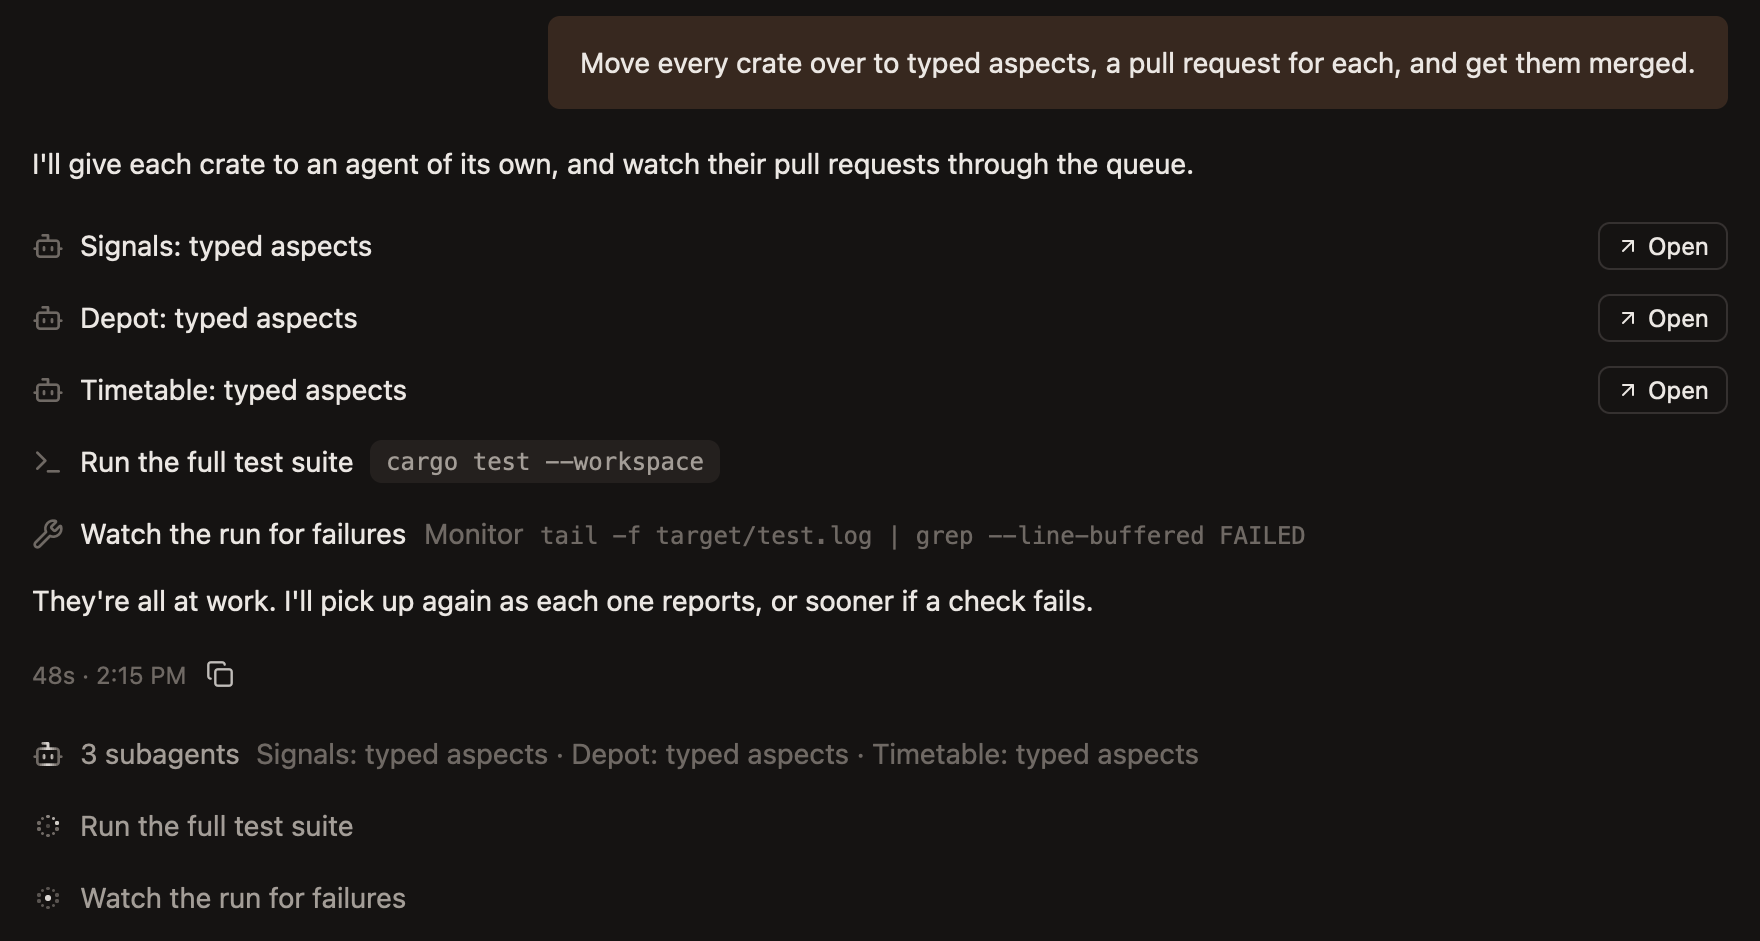 Move every crate over to typed aspects, a pull request for each, and get them merged.
I'll give each crate to an agent of its own, and watch their pull requests through the queue.
Signals: typed aspects Open
Depot: typed aspects Open
Timetable: typed aspects Open
Run the full test suite cargo test --workspace
Watch the run for failures Monitor tail -f target/test.log | grep --line-buffered FAILED
They're all at work. I'll pick up again as each one reports, or sooner if a check fails.
48s · 2:15 PM
3 subagents Signals: typed aspects · Depot: typed aspects · Timetable: typed aspects
Run the full test suite
Watch the run for failures